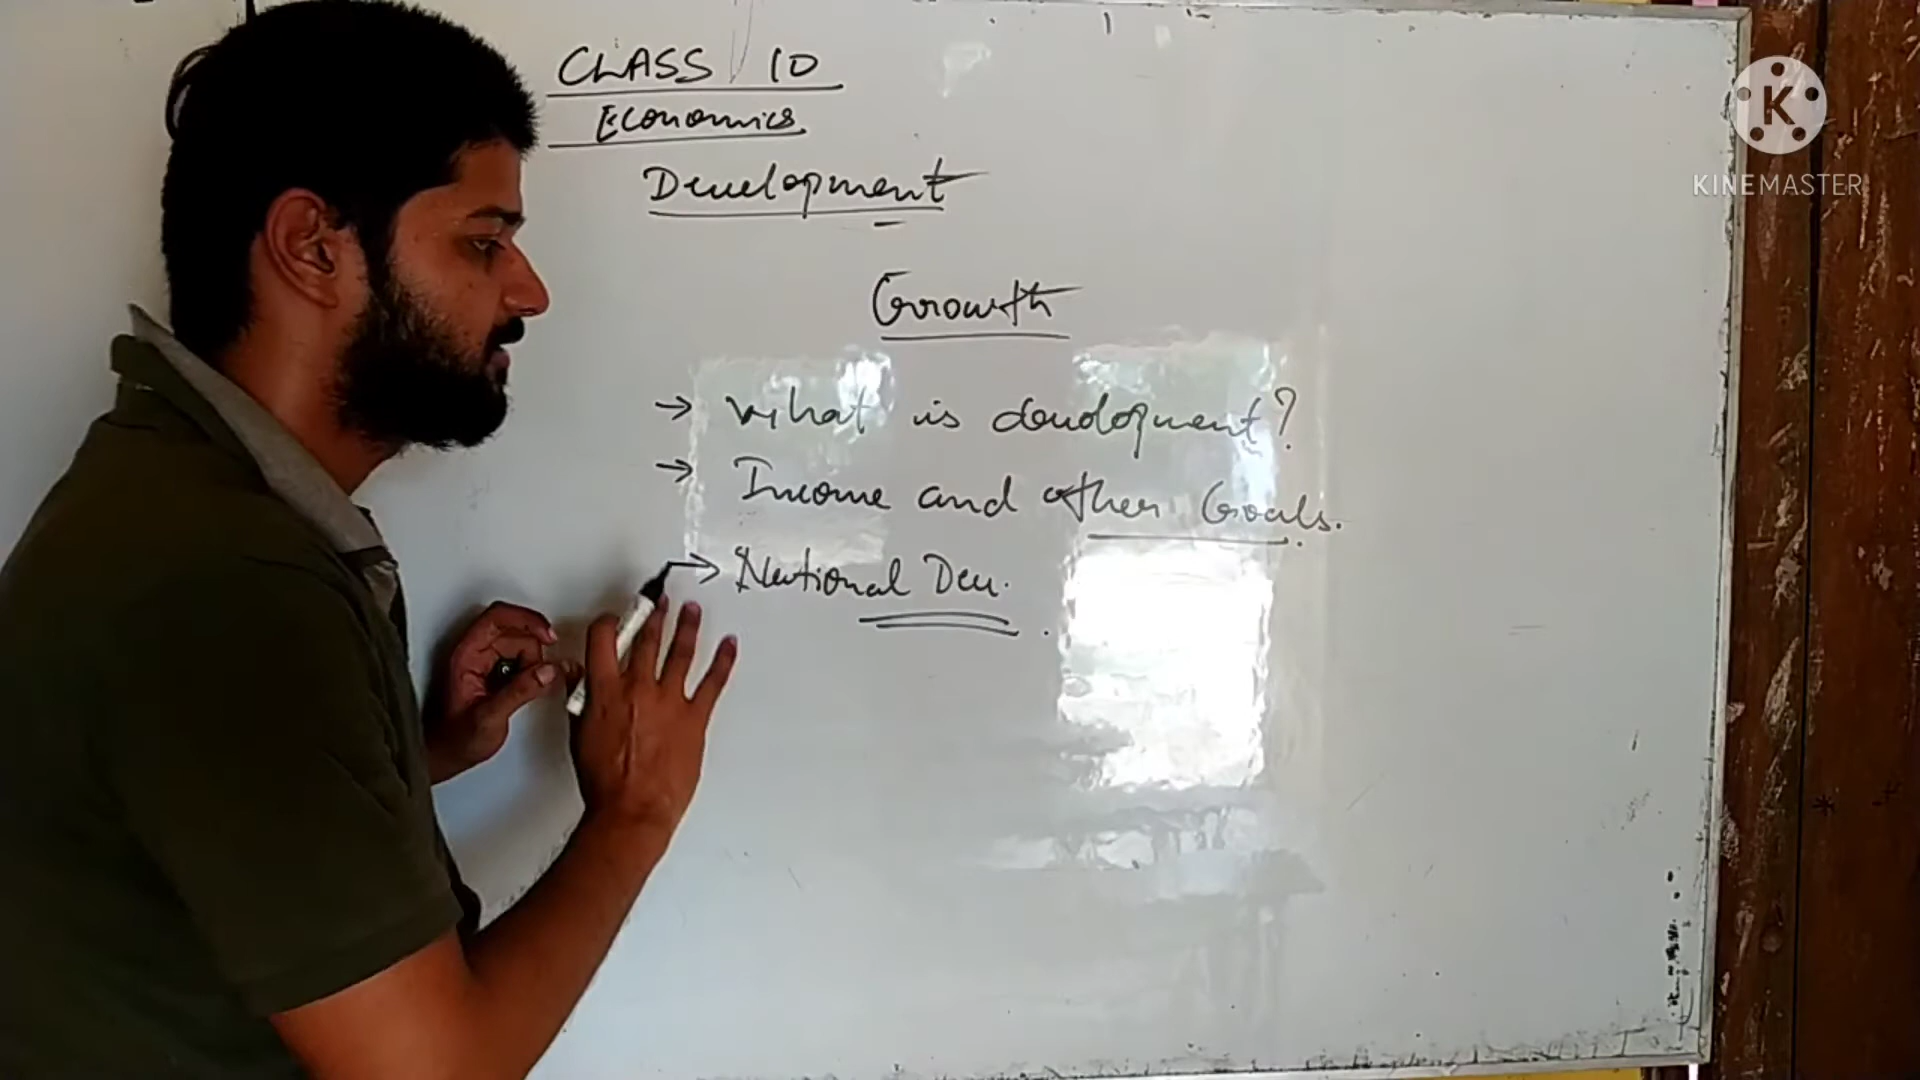 CLASS 10
Economics
Development
Growth
→ What is development?
→ Income and other Goals.
→ National Dev.
K
KINEMASTER